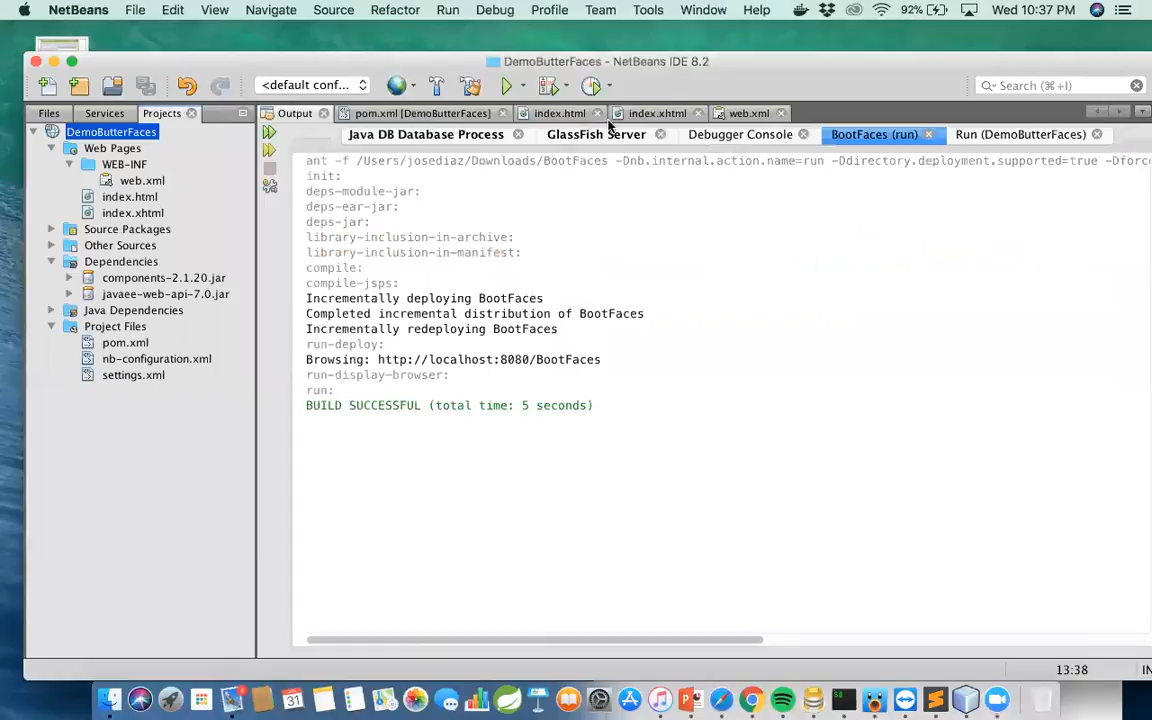 NetBeans File Edit View Navigate Source Refactor Run Debug Profile Team Tools Window Help 92% Wed 10:37 PM
DemoButterFaces - NetBeans IDE 8.2
<default conf... Search (⌘+I)
Files Services Projects Output pom.xml [DemoButterFaces] index.html index.xhtml web.xml
DemoButterFaces
Web Pages
WEB-INF
web.xml
index.html
index.xhtml
Source Packages
Other Sources
Dependencies
components-2.1.20.jar
javaee-web-api-7.0.jar
Java Dependencies
Project Files
pom.xml
nb-configuration.xml
settings.xml
Java DB Database Process GlassFish Server Debugger Console BootFaces (run) Run (DemoButterFaces)
ant -f /Users/josediaz/Downloads/BootFaces -Dnb.internal.action.name=run -Ddirectory.deployment.supported=true -Dforc
init:
deps-module-jar:
deps-ear-jar:
deps-jar:
library-inclusion-in-archive:
library-inclusion-in-manifest:
compile:
compile-jsps:
Incrementally deploying BootFaces
Completed incremental distribution of BootFaces
Incrementally redeploying BootFaces
run-deploy:
Browsing: http://localhost:8080/BootFaces
run-display-browser:
run:
BUILD SUCCESSFUL (total time: 5 seconds)
13:38 IN